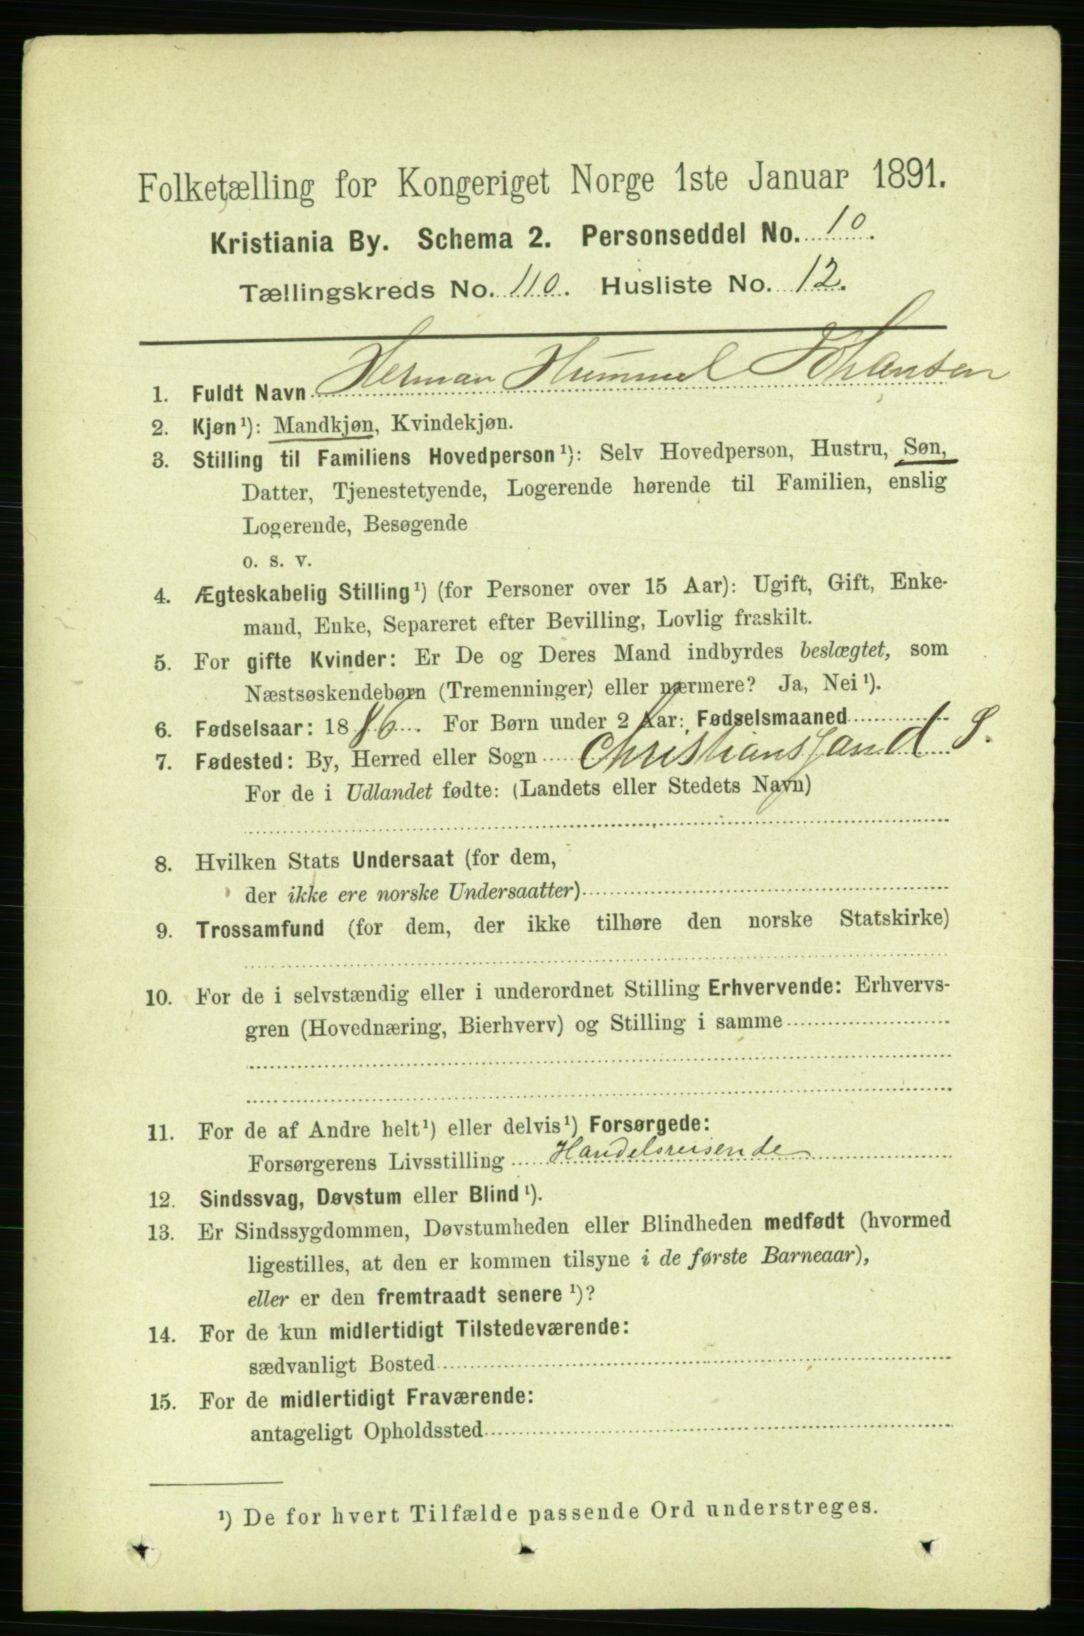 Folketælling for Kongeriget Norge 1ste Januar 1891.
Kristiania By. Schema 2. Personseddel No. 10.
Tællingskreds No. 110. Husliste No. 12.
1. Fuldt Navn Herman Hummel Johansen
2. Kjøn¹): Mandkjøn, Kvindekjøn.
3. Stilling til Familiens Hovedperson¹): Selv Hovedperson, Hustru, Søn,
Datter, Tjenestetyende, Logerende hørende til Familien, enslig
Logerende, Besøgende
o. s. v.
4. Ægteskabelig Stilling¹) (for Personer over 15 Aar): Ugift, Gift, Enke-
mand, Enke, Separeret efter Bevilling, Lovlig fraskilt.
5. For gifte Kvinder: Er De og Deres Mand indbyrdes beslægtet, som
Næstsøskendebørn (Tremenninger) eller nærmere? Ja, Nei¹).
6. Fødselsaar: 1886. For Børn under 2 Aar: Fødselsmaaned
7. Fødested: By, Herred eller Sogn Christianssand S.
For de i Udlandet fødte: (Landets eller Stedets Navn)
8. Hvilken Stats Undersaat (for dem,
der ikke ere norske Undersaatter)
9. Trossamfund (for dem, der ikke tilhøre den norske Statskirke)
10. For de i selvstændig eller i underordnet Stilling Erhvervende: Erhvervs-
gren (Hovednæring, Bierhverv) og Stilling i samme
11. For de af Andre helt¹) eller delvis¹) Forsørgede:
Forsørgerens Livsstilling Handelsreisende
12. Sindssvag, Døvstum eller Blind¹).
13. Er Sindssygdommen, Døvstumheden eller Blindheden medfødt (hvormed
ligestilles, at den er kommen tilsyne i de første Barneaar),
eller er den fremtraadt senere¹)?
14. For de kun midlertidigt Tilstedeværende:
sædvanligt Bosted
15. For de midlertidigt Fraværende:
antageligt Opholdssted
¹) De for hvert Tilfælde passende Ord understreges.